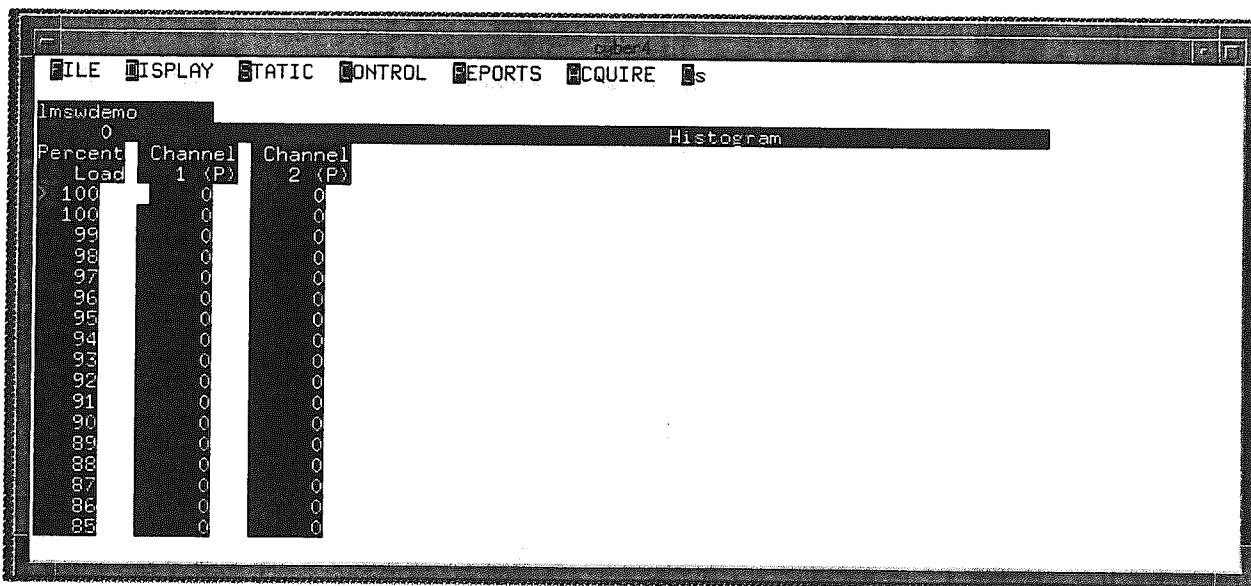 cyber4
FILE DISPLAY STATIC CONTROL REPORTS ACQUIRE Qs
lmswdemo
0 Histogram
Percent Channel Channel
Load 1 (P) 2 (P)
> 100 0 0
100 0 0
99 0 0
98 0 0
97 0 0
96 0 0
95 0 0
94 0 0
93 0 0
92 0 0
91 0 0
90 0 0
89 0 0
88 0 0
87 0 0
86 0 0
85 0 0